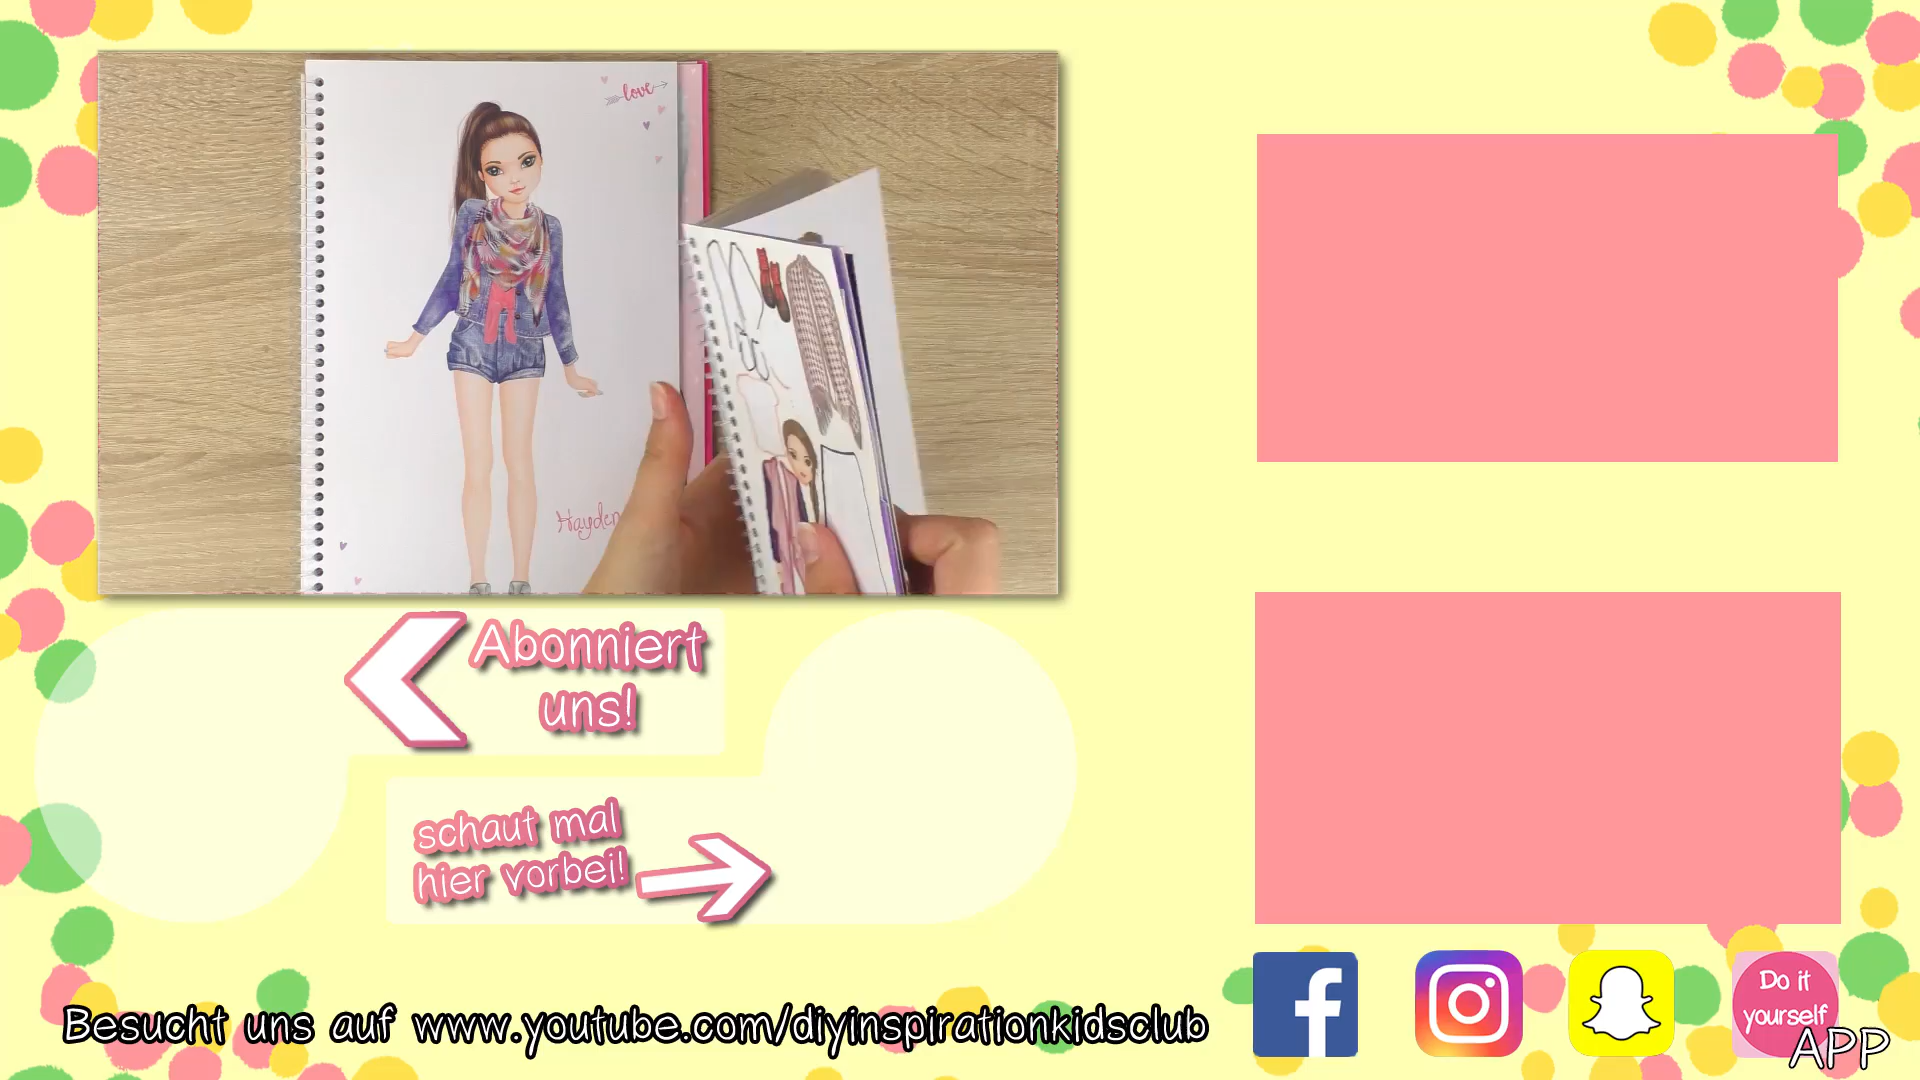 love
Hayden
Abonniert
uns!
schaut mal
hier vorbei!
Besucht uns auf www.youtube.com/diyinspirationkidsclub
Do it
yourself
APP